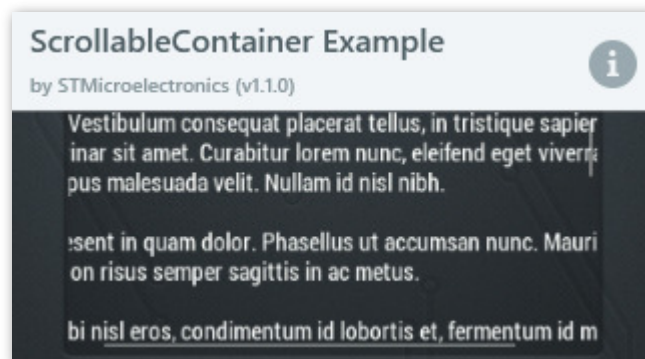 ScrollableContainer Example
by STMicroelectronics (v1.1.0)
Vestibulum consequat placerat tellus, in tristique sapier
inar sit amet. Curabitur lorem nunc, eleifend eget viverra
pus malesuada velit. Nullam id nisl nibh.
esent in quam dolor. Phasellus ut accumsan nunc. Mauri
on risus semper sagittis in ac metus.
bi nisl eros, condimentum id lobortis et, fermentum id m